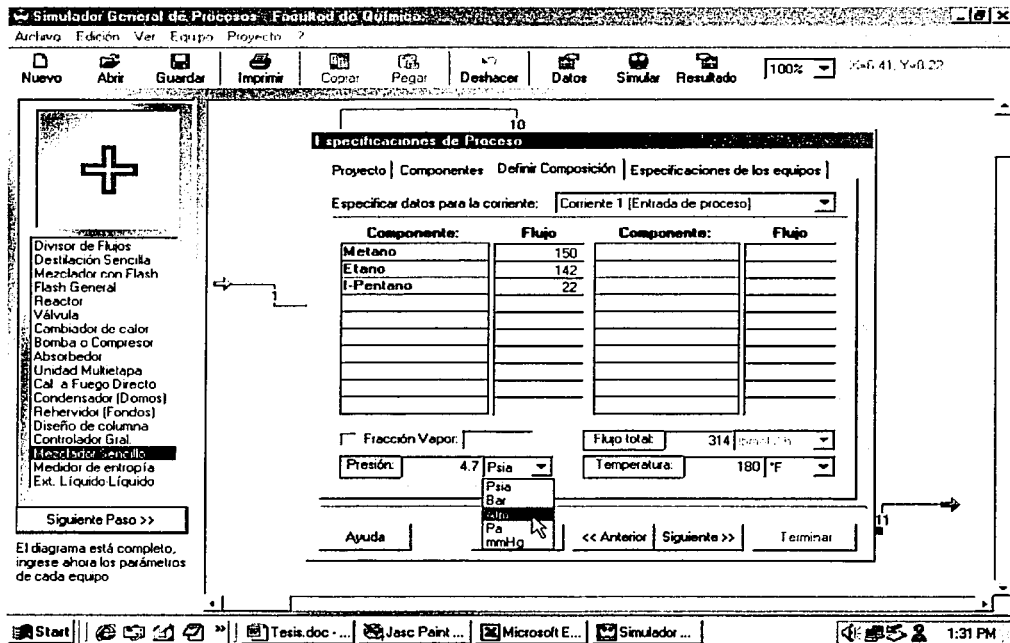 Simulador General de Procesos - Facultad de Química
Archivo Edición Ver Equipo Proyecto ?
Nuevo Abrir Guardar Imprimir Copiar Pegar Deshacer Datos Simular Resultado 100% X=6.41, Y=8.22
10
Especificaciones de Proceso
Proyecto Componentes Definir Composición Especificaciones de los equipos
Especificar datos para la corriente: Corriente 1 (Entrada de proceso)
Componente: Flujo Componente: Flujo
Metano 150
Etano 142
I-Pentano 22
Fracción Vapor: Flujo total: 314
Presión: 4.7 Psia Temperatura: 180 °F
Psia
Bar
Atm
Pa
mmHg
Ayuda << Anterior Siguiente >> Terminar
1
11
Divisor de Flujos
Destilación Sencilla
Mezclador con Flash
Flash General
Reactor
Válvula
Cambiador de calor
Bomba o Compresor
Absorbedor
Unidad Multietapa
Cal. a Fuego Directo
Condensador (Domos)
Rehervidor (Fondos)
Diseño de columna
Controlador Gral.
Mezclador Sencillo
Medidor de entropía
Ext. Líquido-Líquido
Siguiente Paso >>
El diagrama está completo,
ingrese ahora los parámetros
de cada equipo
Start » Tesis.doc - ... Jasc Paint ... Microsoft E... Simulador ... 1:31 PM